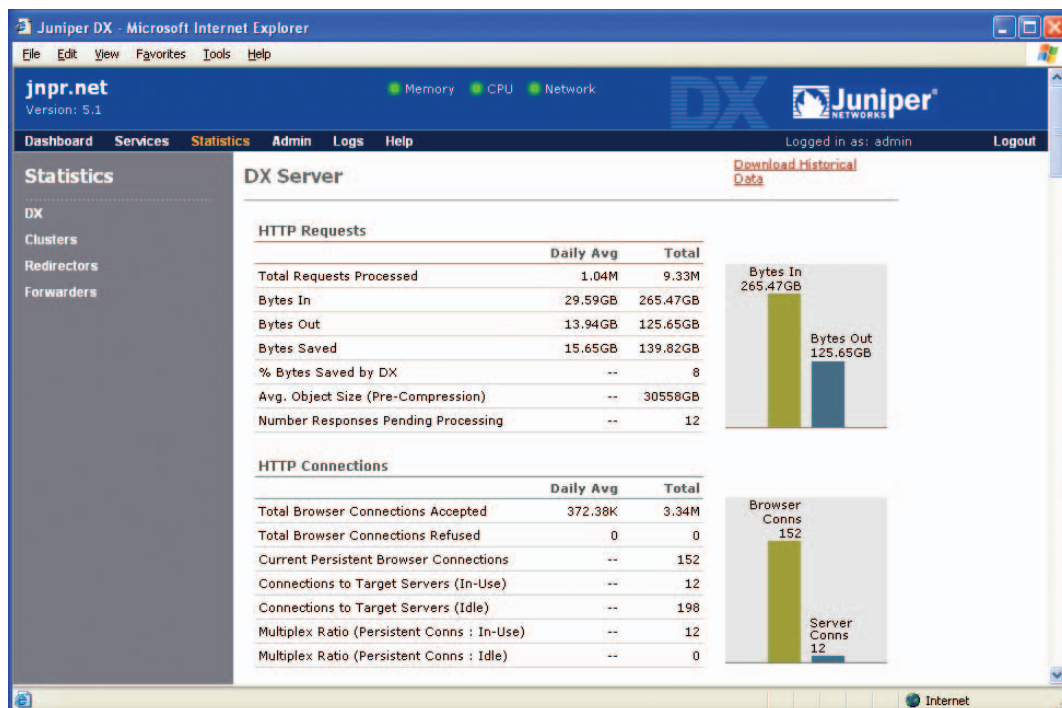 Juniper DX - Microsoft Internet Explorer
File Edit View Favorites Tools Help
jnpr.net
Version: 5.1
Memory CPU Network
DX
Juniper
NETWORKS
Dashboard Services Statistics Admin Logs Help Logged in as: admin Logout
Statistics
DX
Clusters
Redirectors
Forwarders
DX Server
Download Historical
Data
HTTP Requests
Daily Avg Total
Total Requests Processed 1.04M 9.33M
Bytes In 29.59GB 265.47GB
Bytes Out 13.94GB 125.65GB
Bytes Saved 15.65GB 139.82GB
% Bytes Saved by DX -- 8
Avg. Object Size (Pre-Compression) -- 30558GB
Number Responses Pending Processing -- 12
Bytes In
265.47GB
Bytes Out
125.65GB
HTTP Connections
Daily Avg Total
Total Browser Connections Accepted 372.38K 3.34M
Total Browser Connections Refused 0 0
Current Persistent Browser Connections -- 152
Connections to Target Servers (In-Use) -- 12
Connections to Target Servers (Idle) -- 198
Multiplex Ratio (Persistent Conns : In-Use) -- 12
Multiplex Ratio (Persistent Conns : Idle) -- 0
Browser
Conns
152
Server
Conns
12
Internet